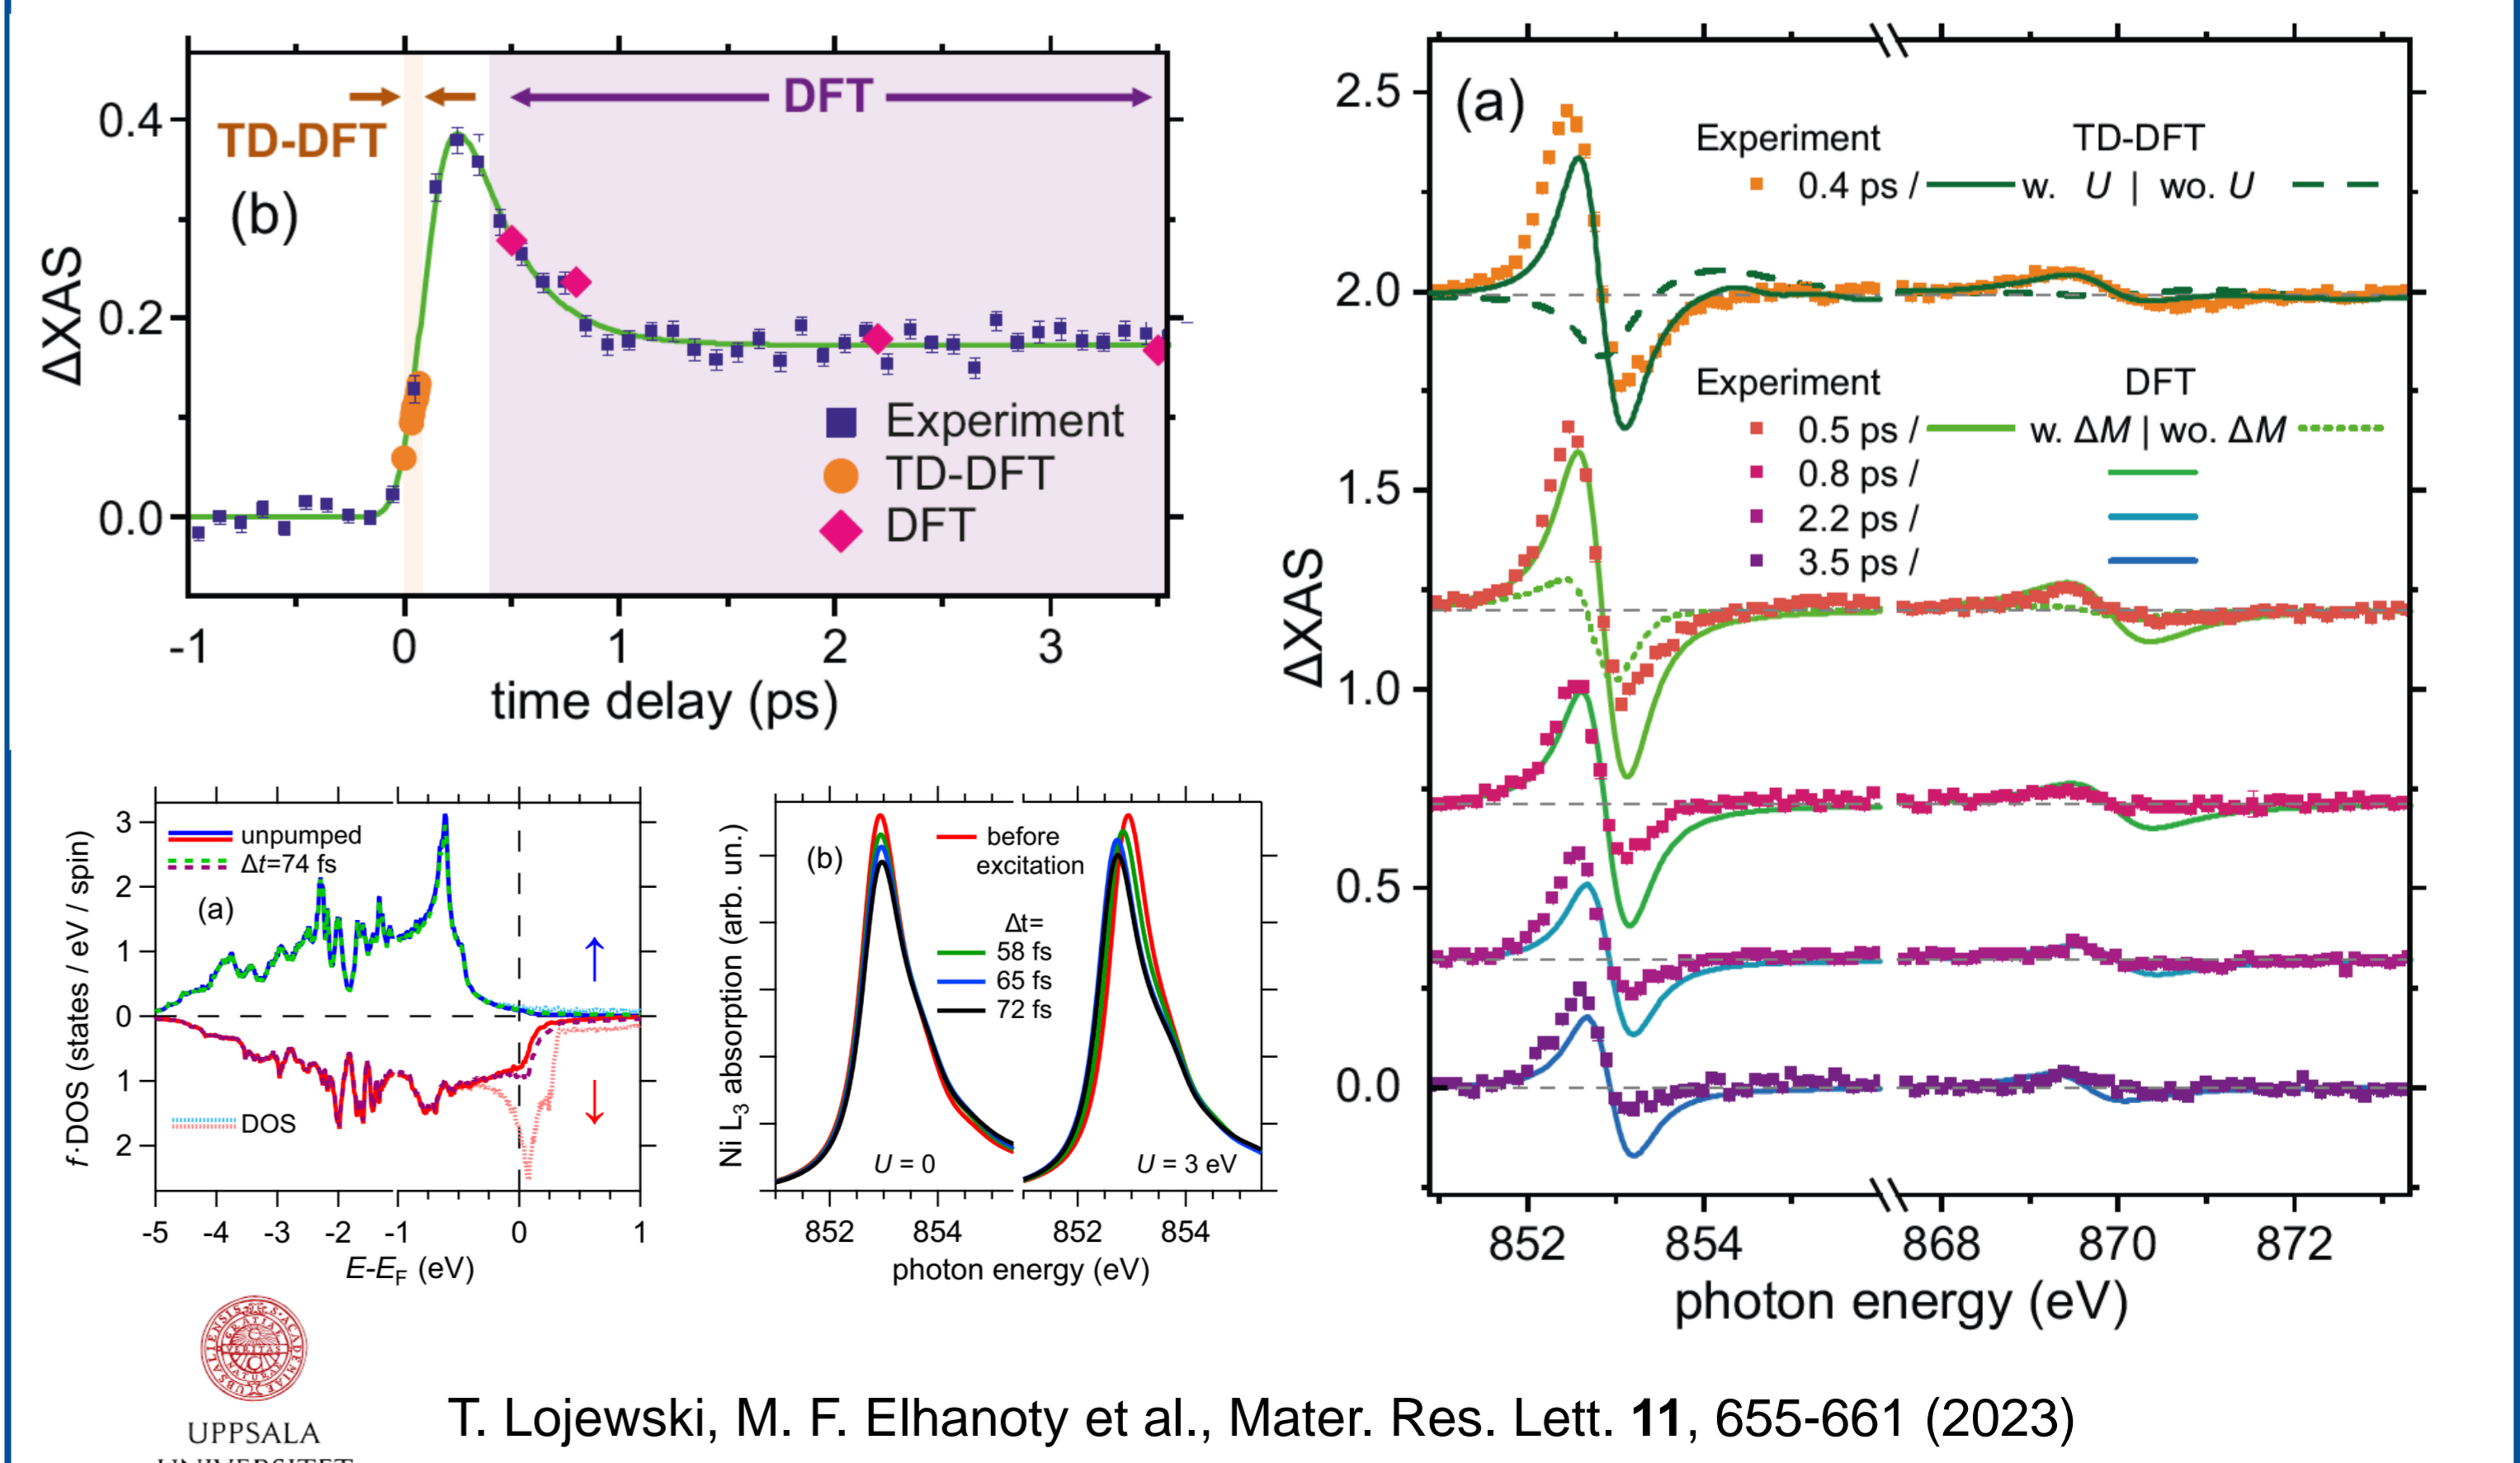 0.4
0.2
0.0
ΔXAS
TD-DFT
DFT
(b)
Experiment
TD-DFT
DFT
-1 0 1 2 3
time delay (ps)
2.5
2.0
1.5
1.0
0.5
0.0
ΔXAS
(a)
Experiment TD-DFT
0.4 ps / w. U | wo. U
Experiment DFT
0.5 ps / w. ΔM | wo. ΔM
0.8 ps /
2.2 ps /
3.5 ps /
852 854 868 870 872
photon energy (eV)
3
2
1
0
1
2
f·DOS (states / eV / spin)
unpumped
Δt=74 fs
(a)
↑
↓
DOS
-5 -4 -3 -2 -1 0 1
E-EF (eV)
Ni L3 absorption (arb. un.)
(b)
before
excitation
Δt=
58 fs
65 fs
72 fs
U = 0
U = 3 eV
852 854 852 854
photon energy (eV)
UPPSALA
UNIVERSITET
T. Lojewski, M. F. Elhanoty et al., Mater. Res. Lett. 11, 655-661 (2023)